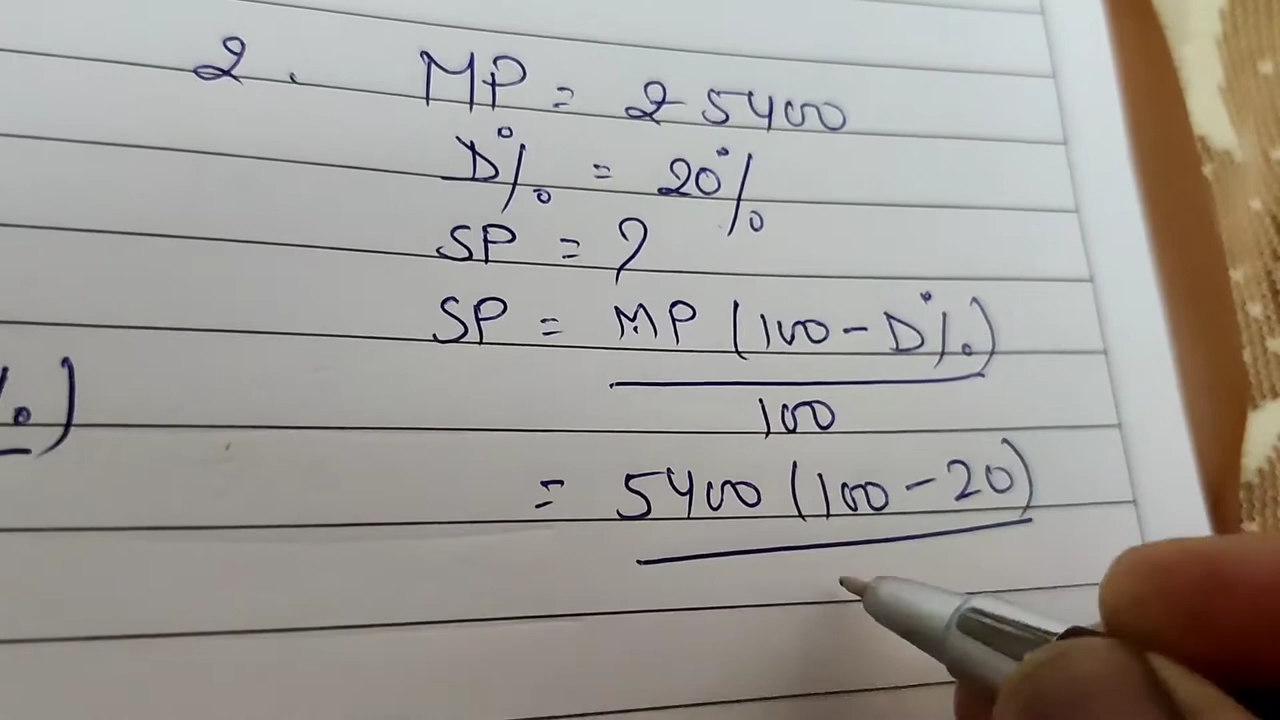 2. MP = ₹ 5400
D% = 20%
SP = ?
SP = MP (100 - D%)
%)
100
= 5400 (100 - 20)